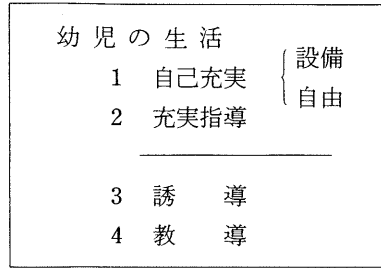 幼児の生活
設備
1 自己充実
自由
2 充実指導
3 誘導
4 教導